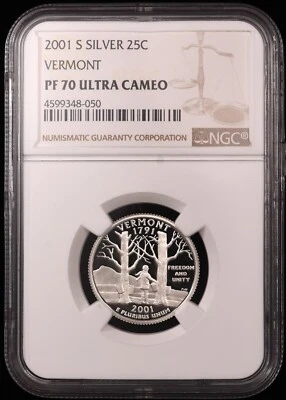 2001 S SILVER 25C
VERMONT
PF 70 ULTRA CAMEO
4599348-050
NUMISMATIC GUARANTY CORPORATION
NGC®
VERMONT
1791
FREEDOM
AND
UNITY
2001
E PLURIBUS UNUM